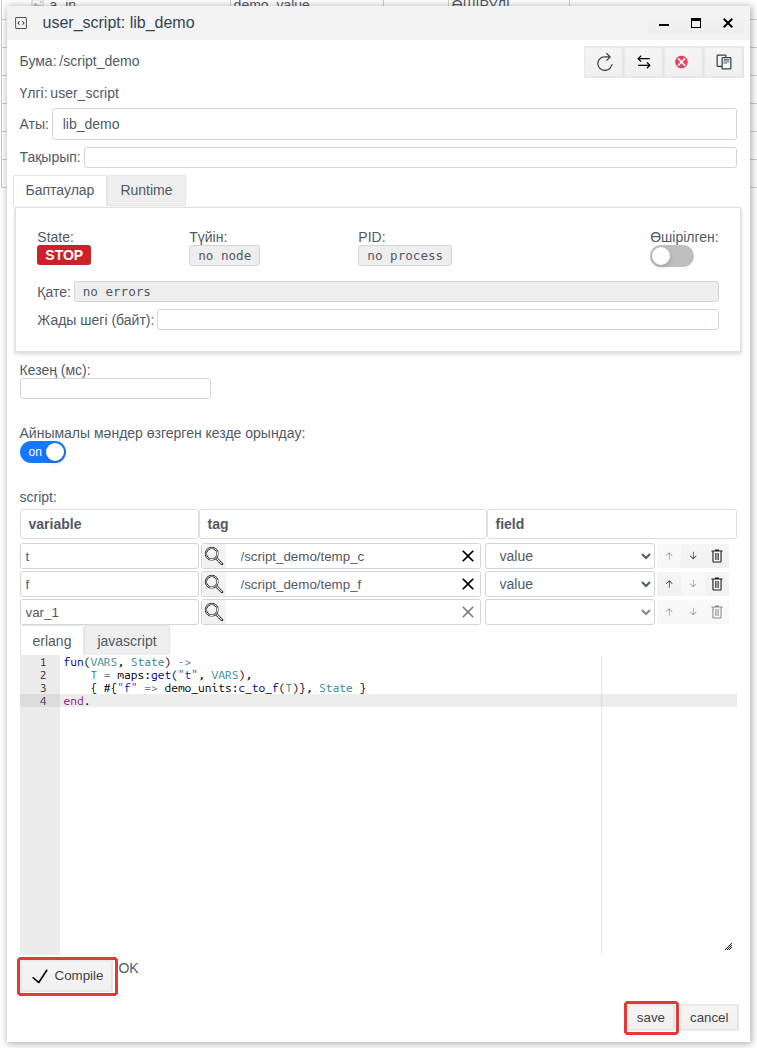 user_script: lib_demo
Бума: /script_demo
Үлгі: user_script
Аты: lib_demo
Тақырып:
Баптаулар Runtime
State: Түйін: PID: Өшірілген:
STOP no node no process
Қате: no errors
Жады шегі (байт):
Кезең (мс):
Айнымалы мәндер өзгерген кезде орындау:
on
script:
variable tag field
t /script_demo/temp_c value
f /script_demo/temp_f value
var_1
erlang javascript
1 fun(VARS, State) ->
2 T = maps:get("t", VARS),
3 { #{"f" => demo_units:c_to_f(T)}, State }
4 end.
Compile OK
save cancel